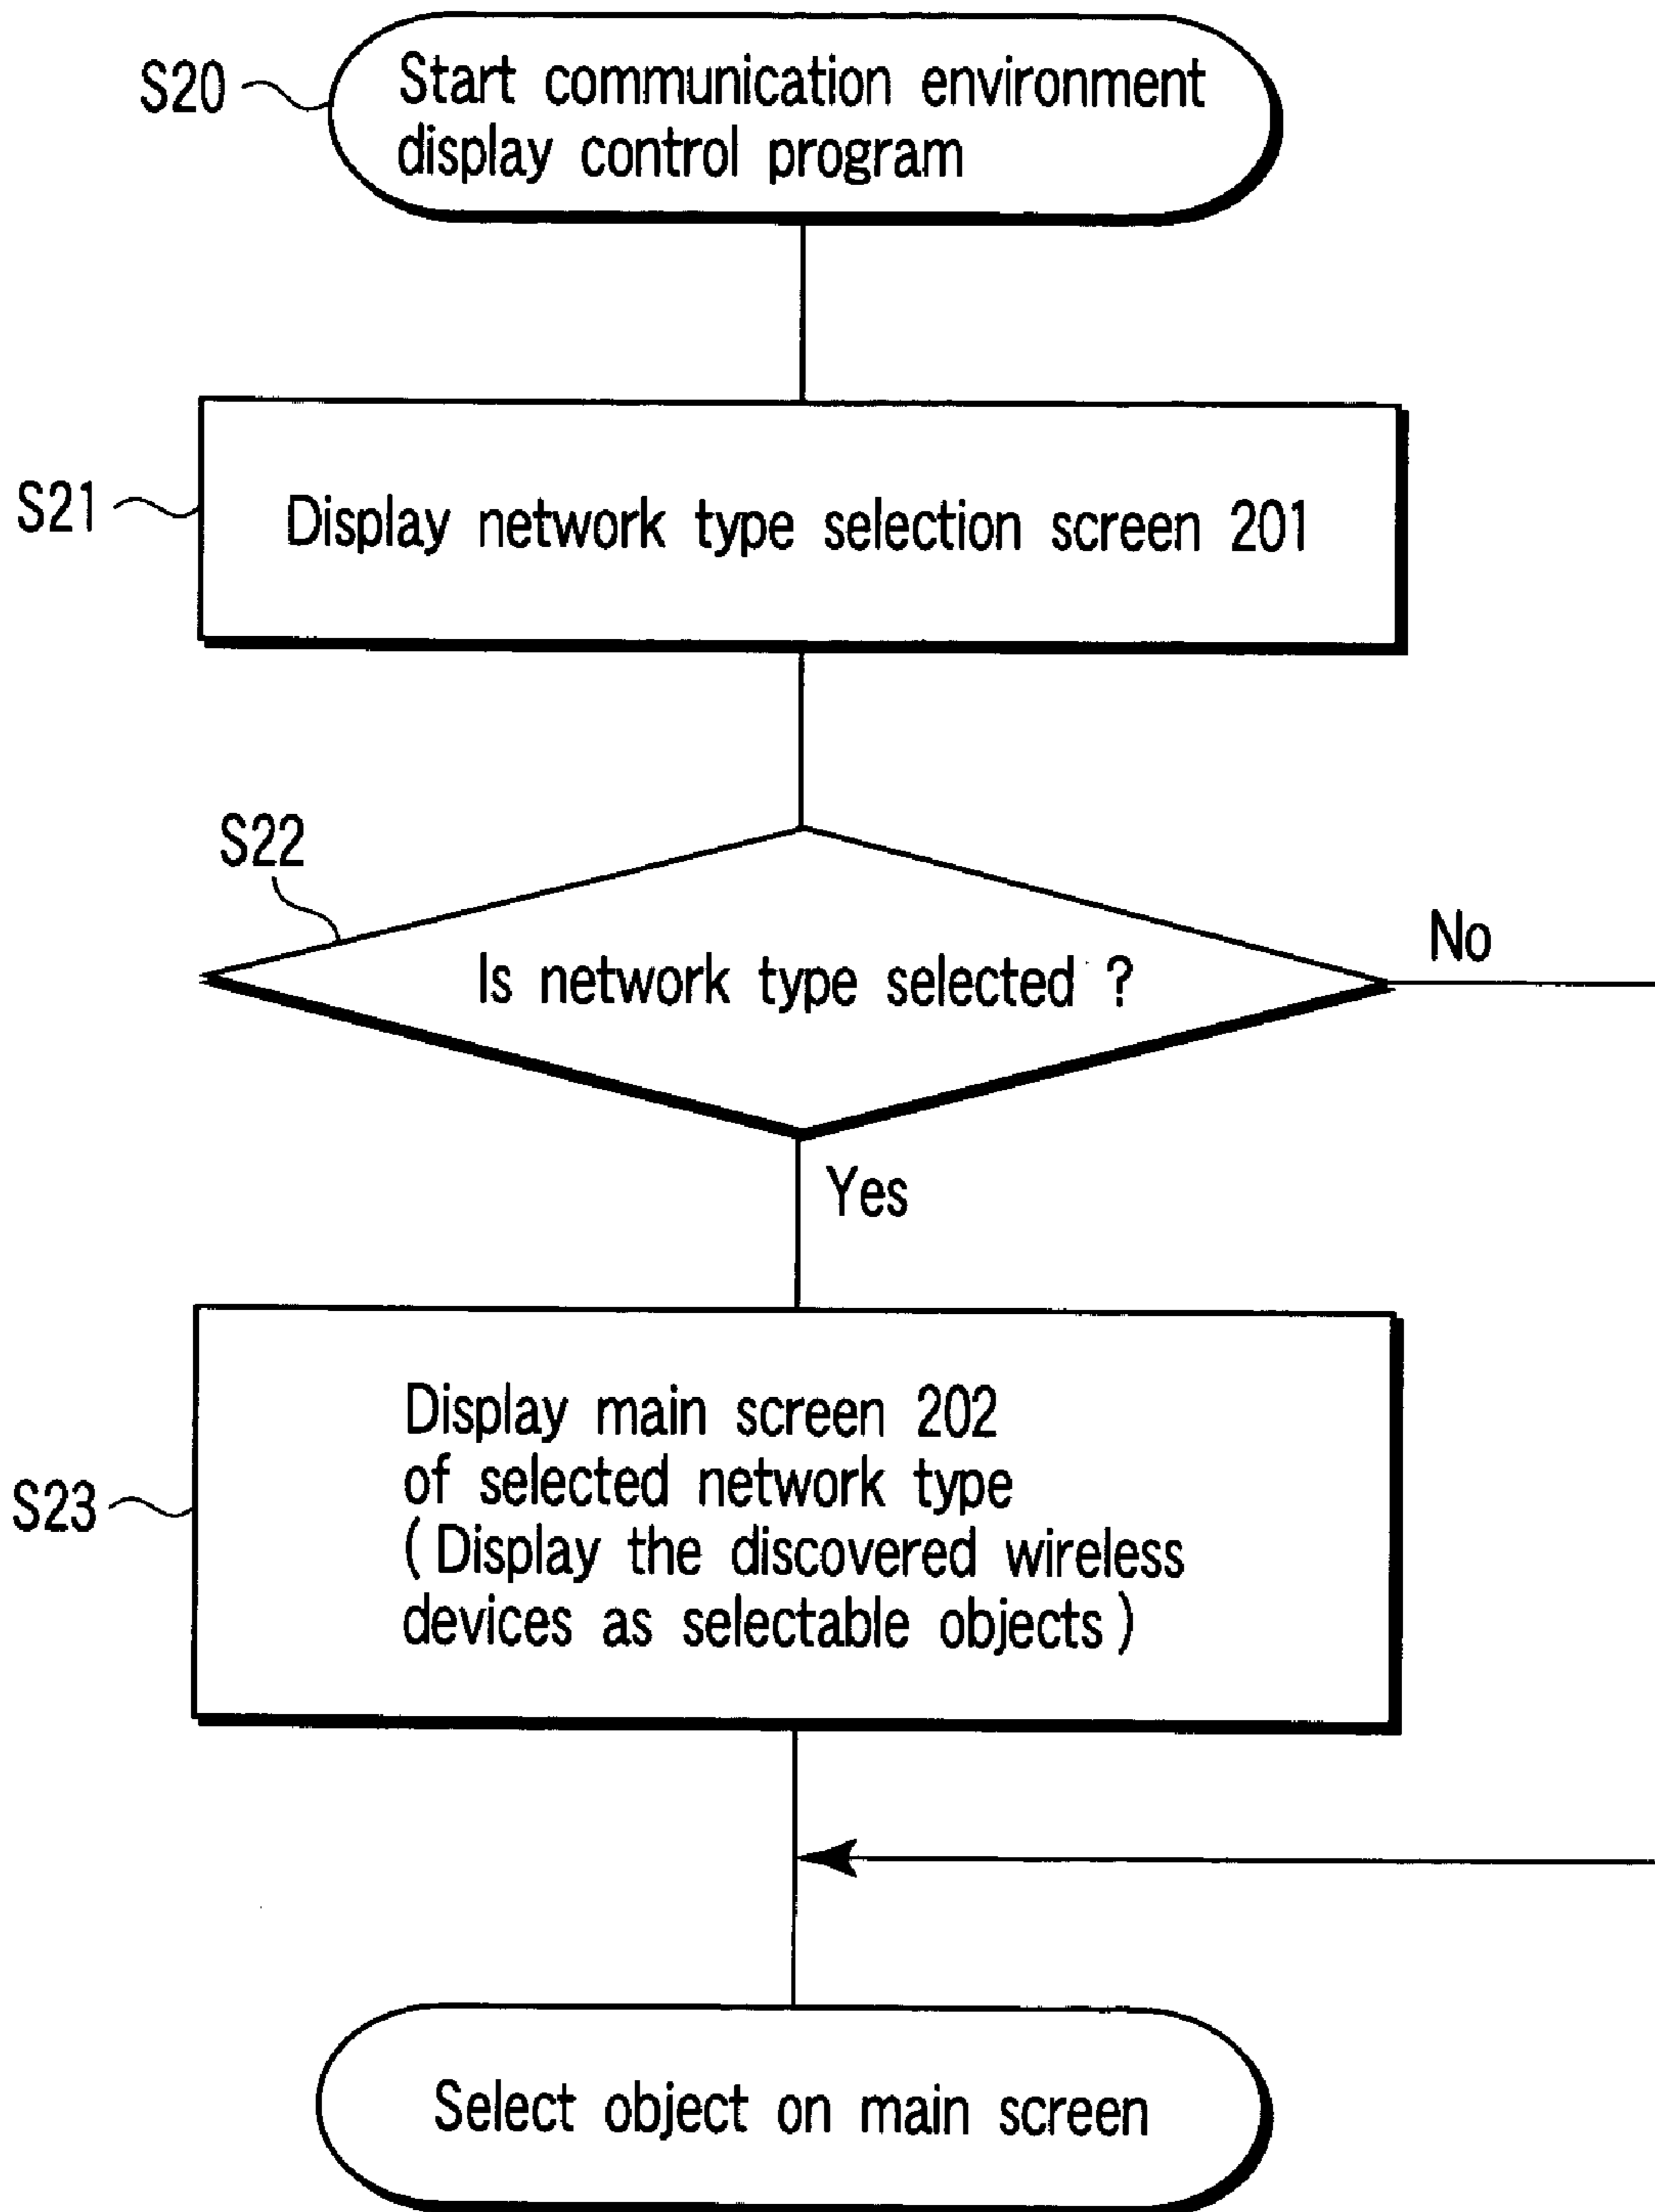 S20
Start communication environment
display control program
S21
Display network type selection screen 201
S22
Is network type selected ?
No
Yes
S23
Display main screen 202
of selected network type
(Display the discovered wireless
devices as selectable objects)
Select object on main screen